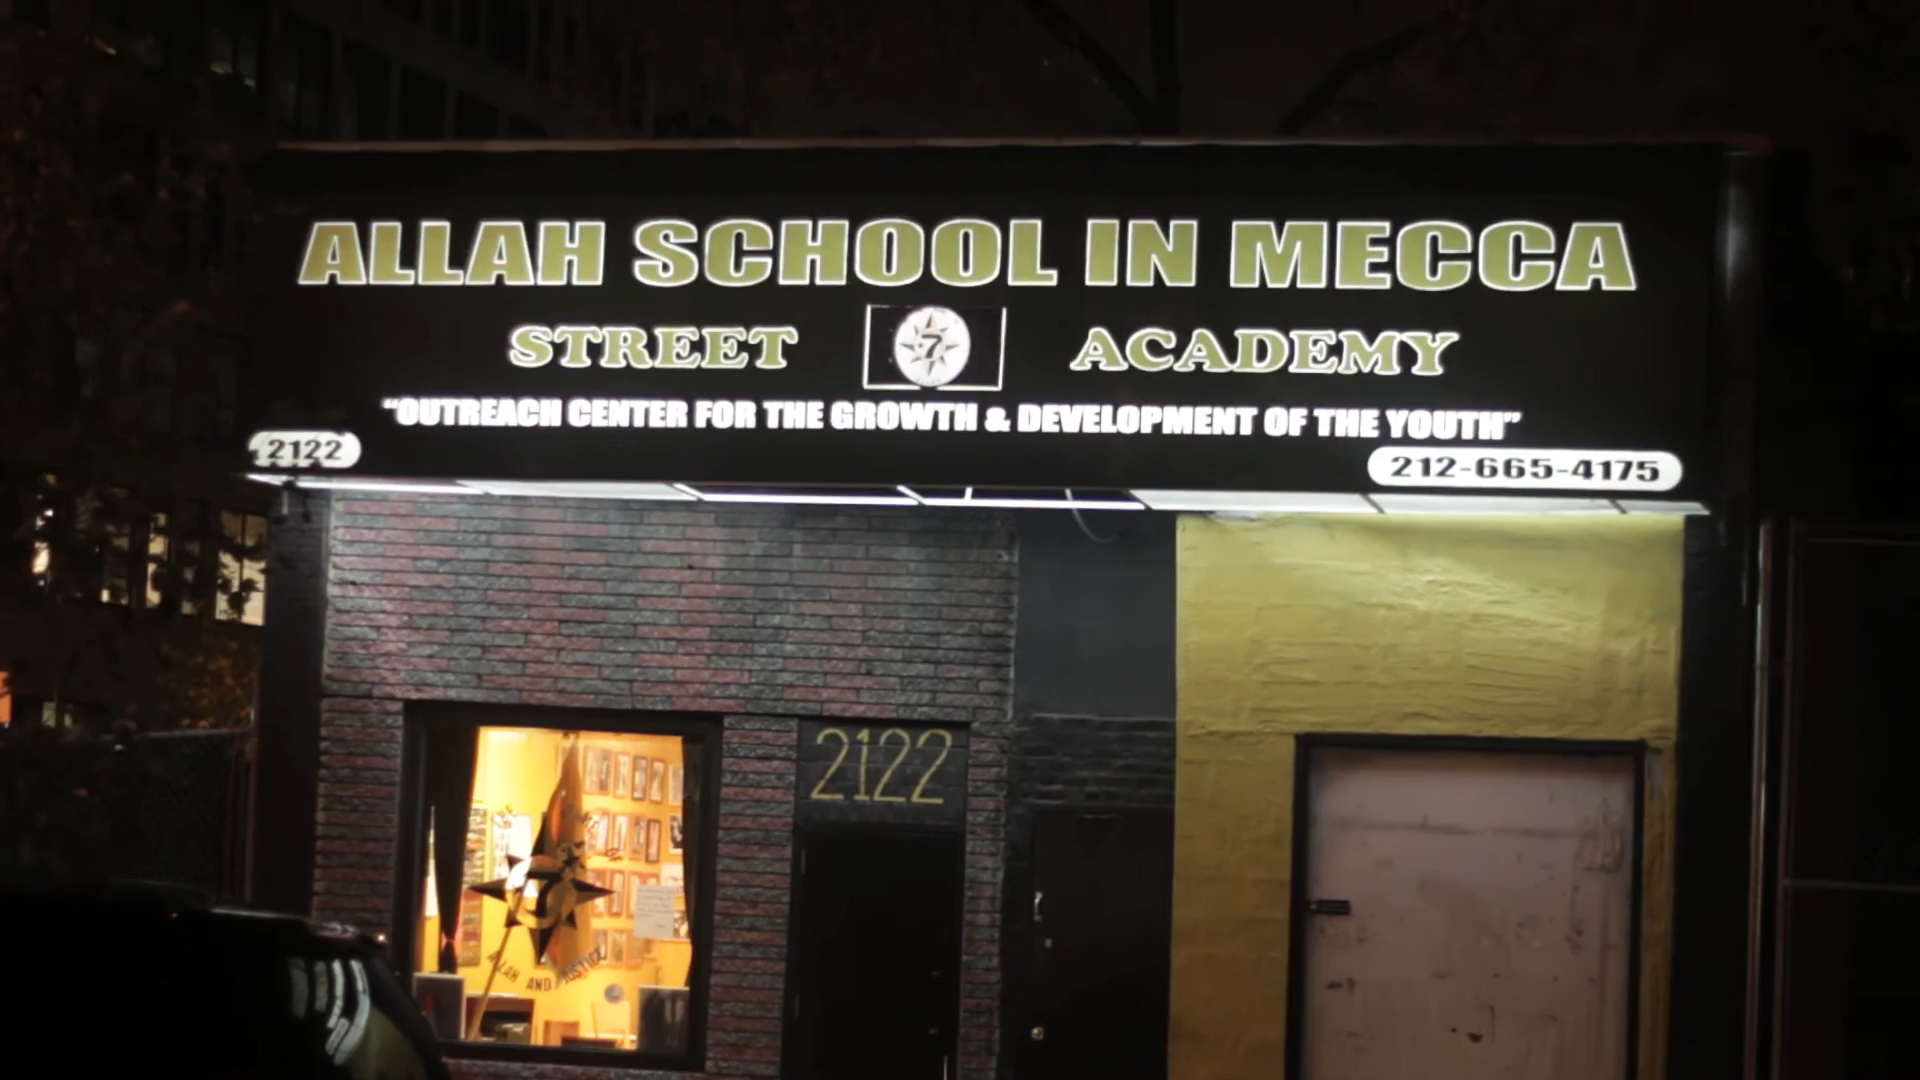 ALLAH SCHOOL IN MECCA
STREET 7 ACADEMY
"OUTREACH CENTER FOR THE GROWTH & DEVELOPMENT OF THE YOUTH"
2122
212-665-4175
2122
7
ALLAH AND JUSTICE